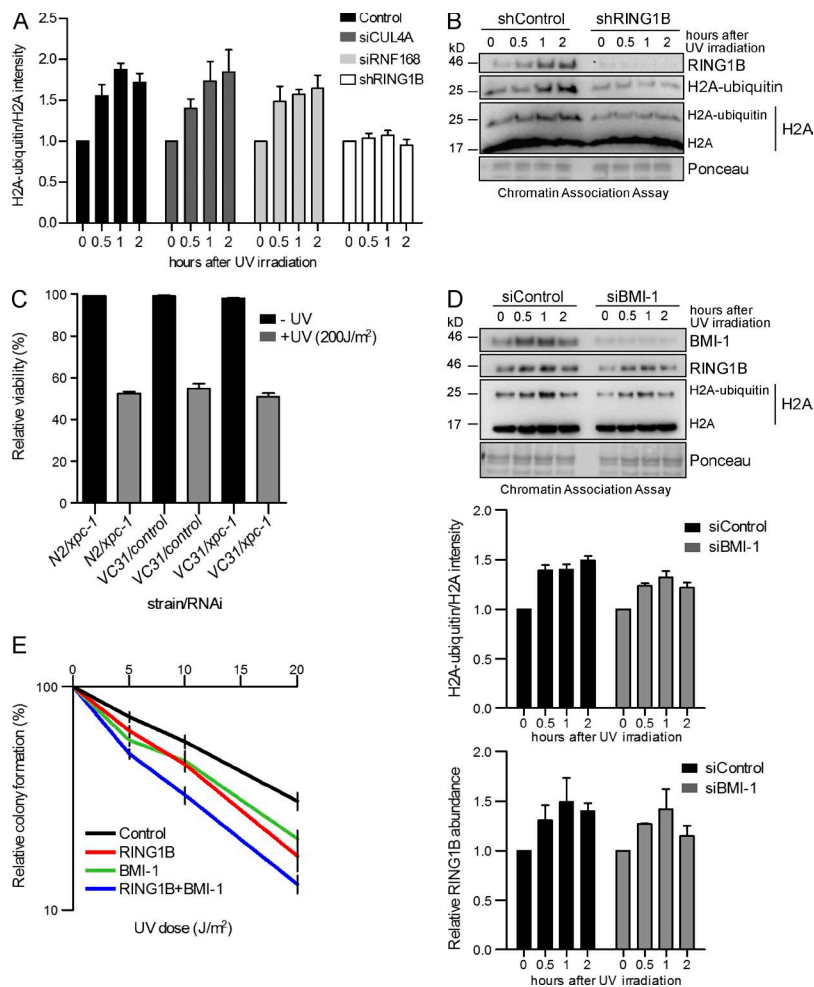 A
H2A-ubiquitin/H2A intensity
2.5
2.0
1.5
1.0
0.5
0.0
Control
siCUL4A
siRNF168
shRING1B
0 0.5 1 2 0 0.5 1 2 0 0.5 1 2 0 0.5 1 2
hours after UV irradiation
B
shControl shRING1B
kD 0 0.5 1 2 0 0.5 1 2 hours after UV irradiation
46 RING1B
25 H2A-ubiquitin
25 H2A-ubiquitin
17 H2A
H2A
Ponceau
Chromatin Association Assay
C
Relative viability (%)
100
80
60
40
20
0
- UV
+UV (200J/m²)
N2/xpc-1 N2/xpc-1 VC31/control VC31/control VC31/xpc-1 VC31/xpc-1
strain/RNAi
D
siControl siBMI-1
kD 0 0.5 1 2 0 0.5 1 2 hours after UV irradiation
46 BMI-1
46 RING1B
25 H2A-ubiquitin
17 H2A
H2A
Ponceau
Chromatin Association Assay
H2A-ubiquitin/H2A intensity
2.0
1.5
1.0
0.5
0.0
siControl
siBMI-1
0 0.5 1 2 0 0.5 1 2
hours after UV irradiation
Relative RING1B abundance
2.0
1.5
1.0
0.5
0.0
siControl
siBMI-1
0 0.5 1 2 0 0.5 1 2
hours after UV irradiation
E
0 5 10 15 20
100
10
Relative colony formation (%)
Control
RING1B
BMI-1
RING1B+BMI-1
UV dose (J/m²)